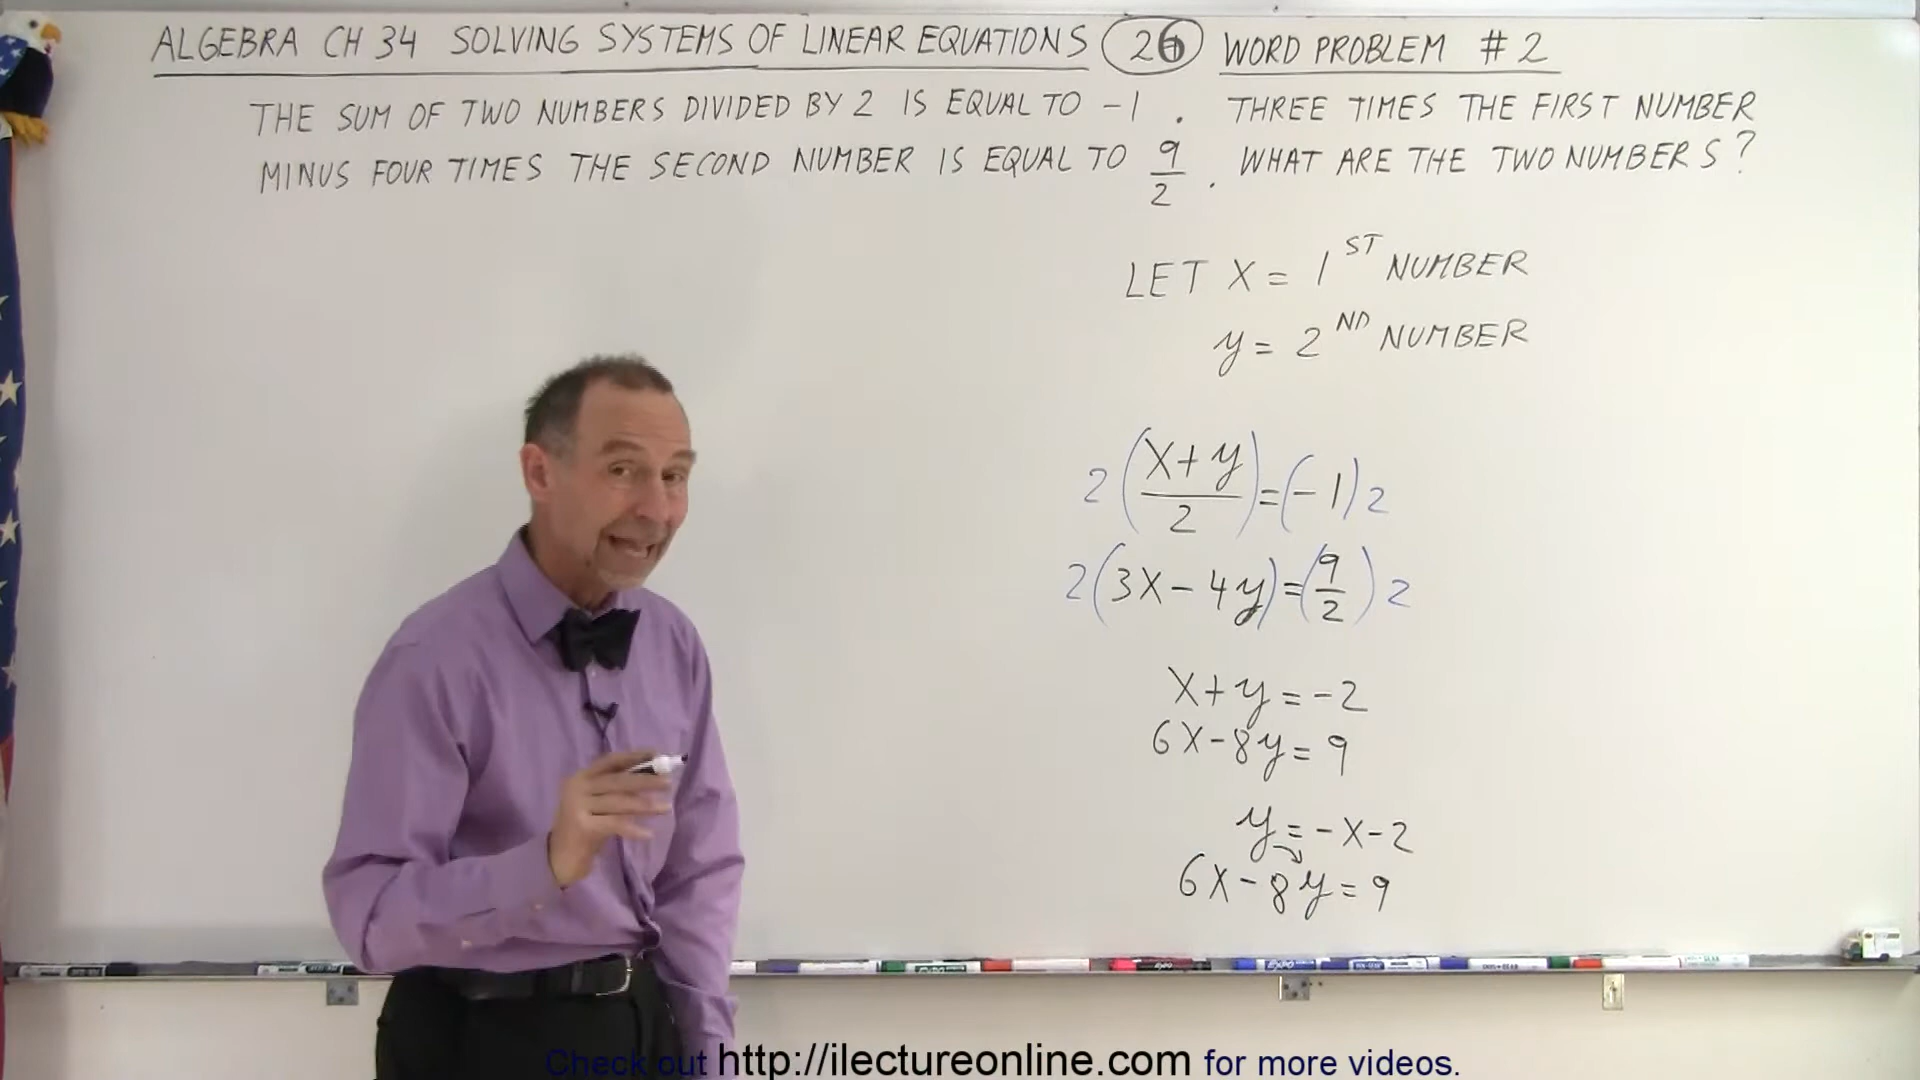 ALGEBRA CH 34 SOLVING SYSTEMS OF LINEAR EQUATIONS 26 WORD PROBLEM #2
THE SUM OF TWO NUMBERS DIVIDED BY 2 IS EQUAL TO -1. THREE TIMES THE FIRST NUMBER
MINUS FOUR TIMES THE SECOND NUMBER IS EQUAL TO 9/2. WHAT ARE THE TWO NUMBERS?
LET X = 1ST NUMBER
y = 2ND NUMBER
2(X+y/2)=(-1)2
2(3X-4y)=(9/2)2
X+y=-2
6X-8y=9
y=-X-2
6X-8y=9
Check out http://ilectureonline.com for more videos.